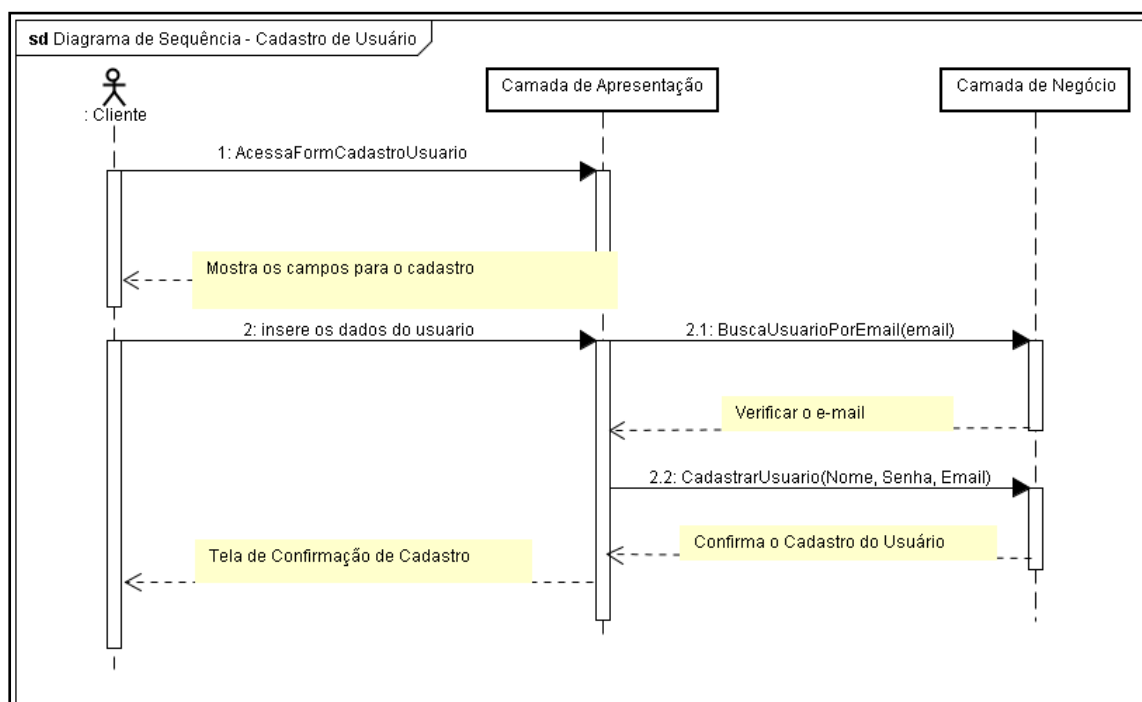 sd Diagrama de Sequência - Cadastro de Usuário
: Cliente
Camada de Apresentação
Camada de Negócio
1: AcessaFormCadastroUsuario
Mostra os campos para o cadastro
2: insere os dados do usuario
2.1: BuscaUsuarioPorEmail(email)
Verificar o e-mail
2.2: CadastrarUsuario(Nome, Senha, Email)
Confirma o Cadastro do Usuário
Tela de Confirmação de Cadastro